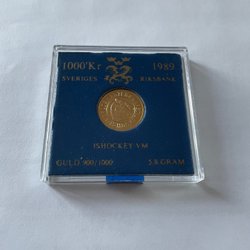 1000 Kr 1989
SVERIGES RIKSBANK
ISHOCKEY VM
GULD 900/1000 5.8 GRAM